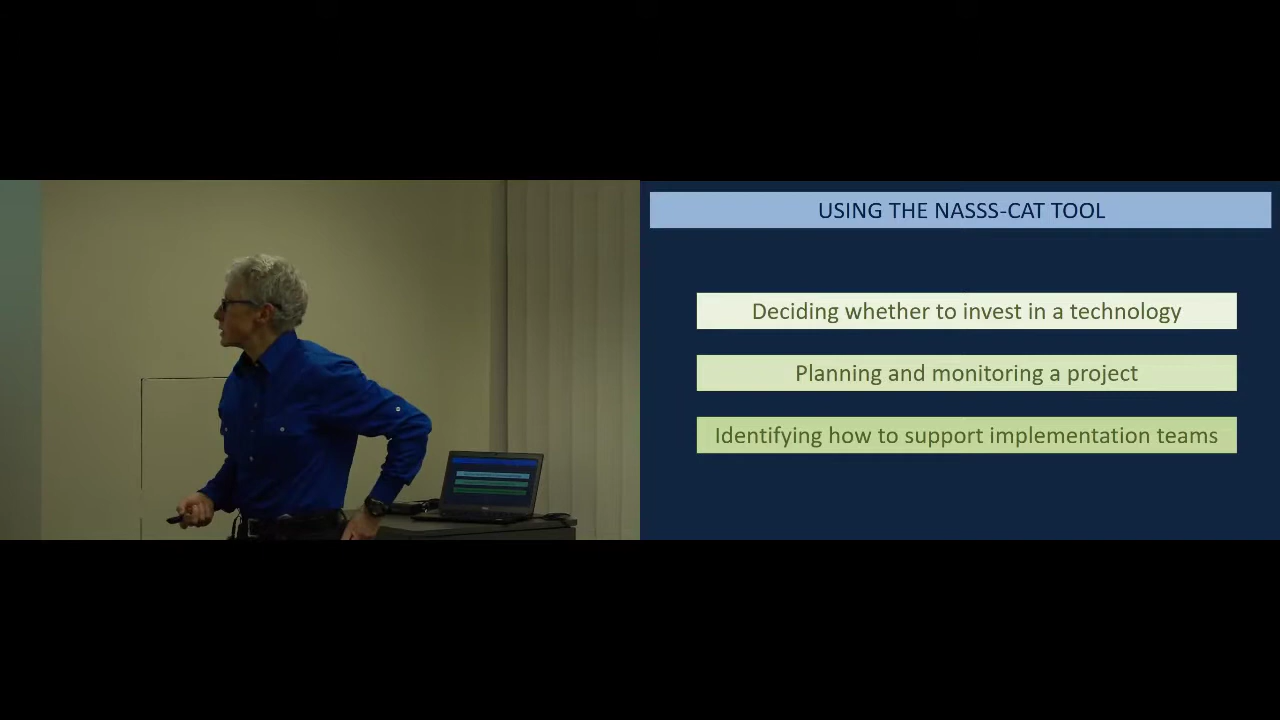 USING THE NASSS-CAT TOOL
Deciding whether to invest in a technology
Planning and monitoring a project
Identifying how to support implementation teams